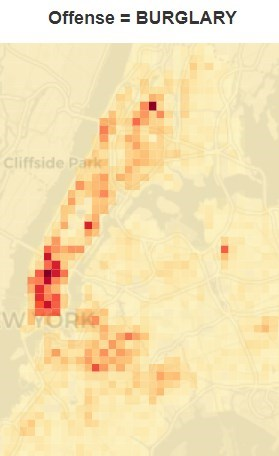 Offense = BURGLARY
Cliffside Park
W YORK